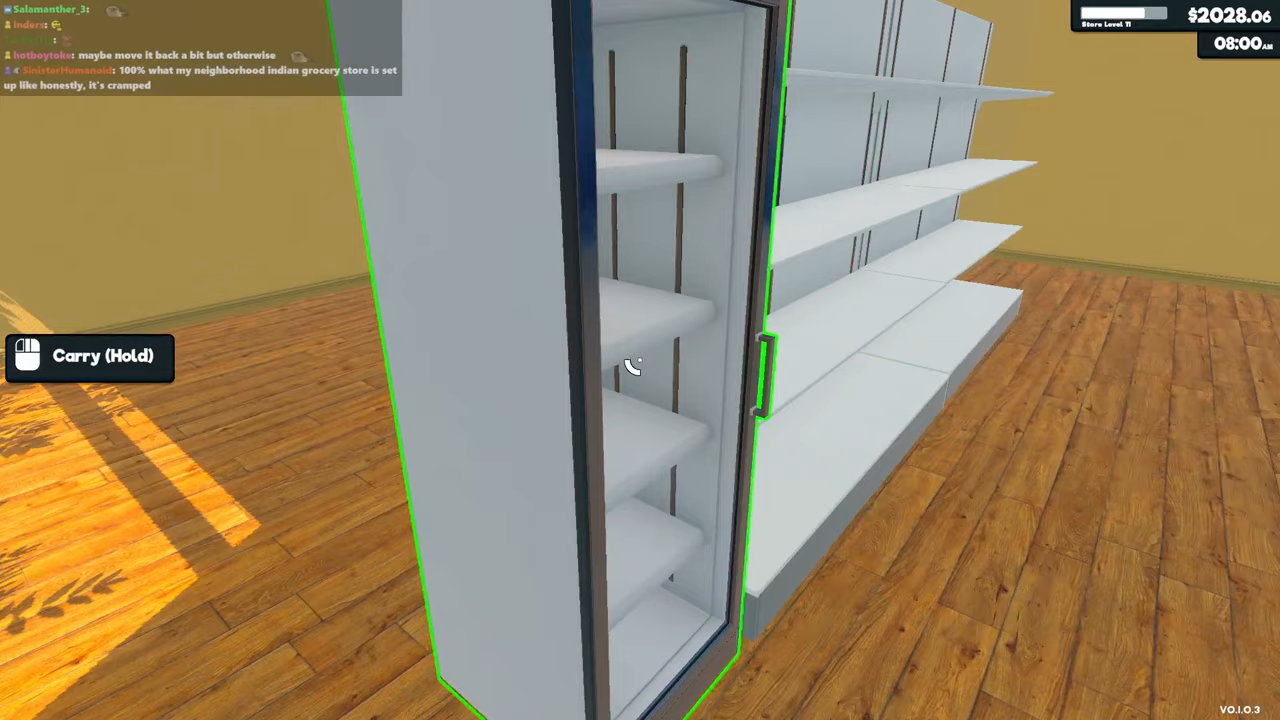 Salamanther_3:
Inders:
hotboytoke: maybe move it back a bit but otherwise
SinisterHumanoid: 100% what my neighborhood indian grocery store is set
up like honestly, it's cramped
$2028.06
Store Level 11
08:00AM
Carry (Hold)
V0.1.0.3